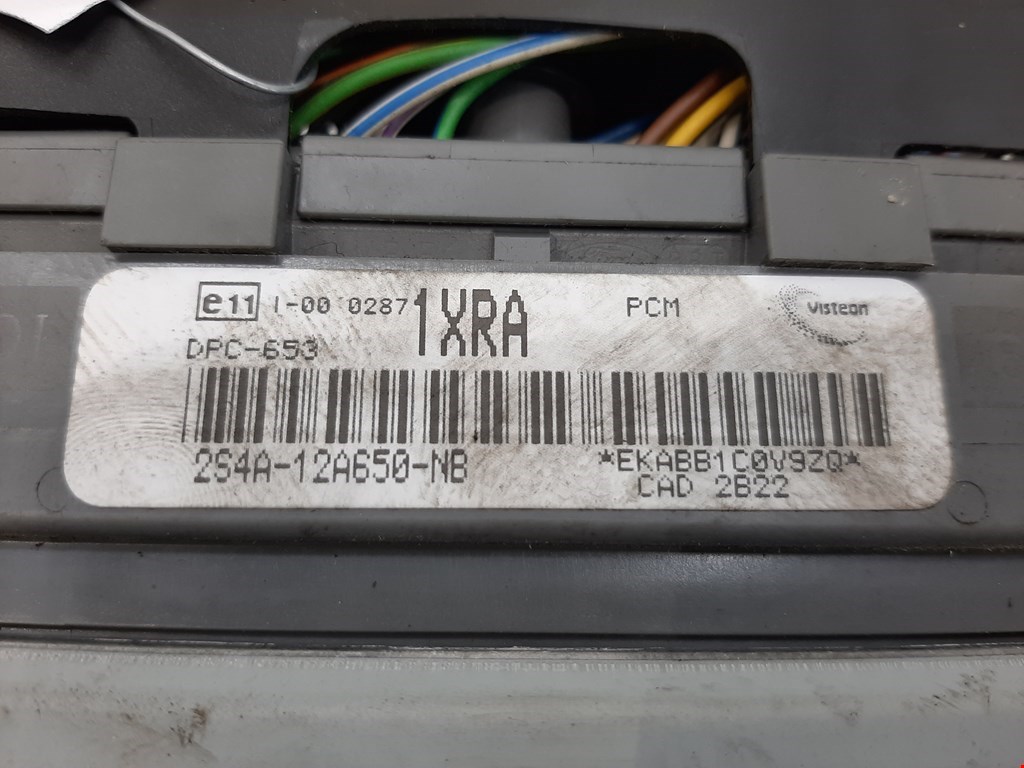 e11 I-00 0287 1XRA PCM Visteon
DPC-653
2S4A-12A650-NB *EKABB1C0V9ZQ*
CAD 2B22